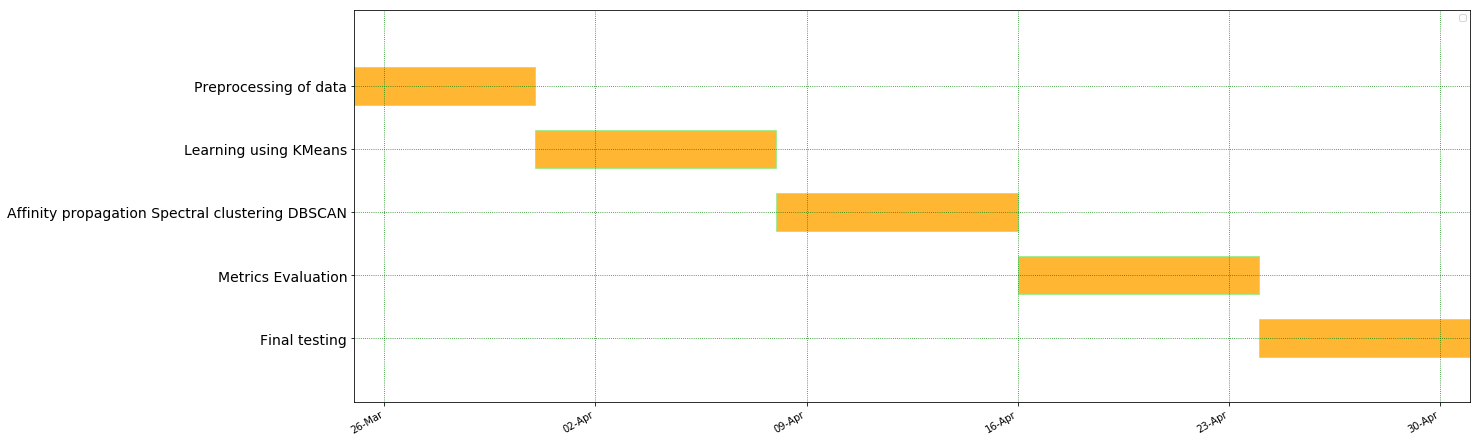 Preprocessing of data
Learning using KMeans
Affinity propagation Spectral clustering DBSCAN
Metrics Evaluation
Final testing
26-Mar
02-Apr
09-Apr
16-Apr
23-Apr
30-Apr